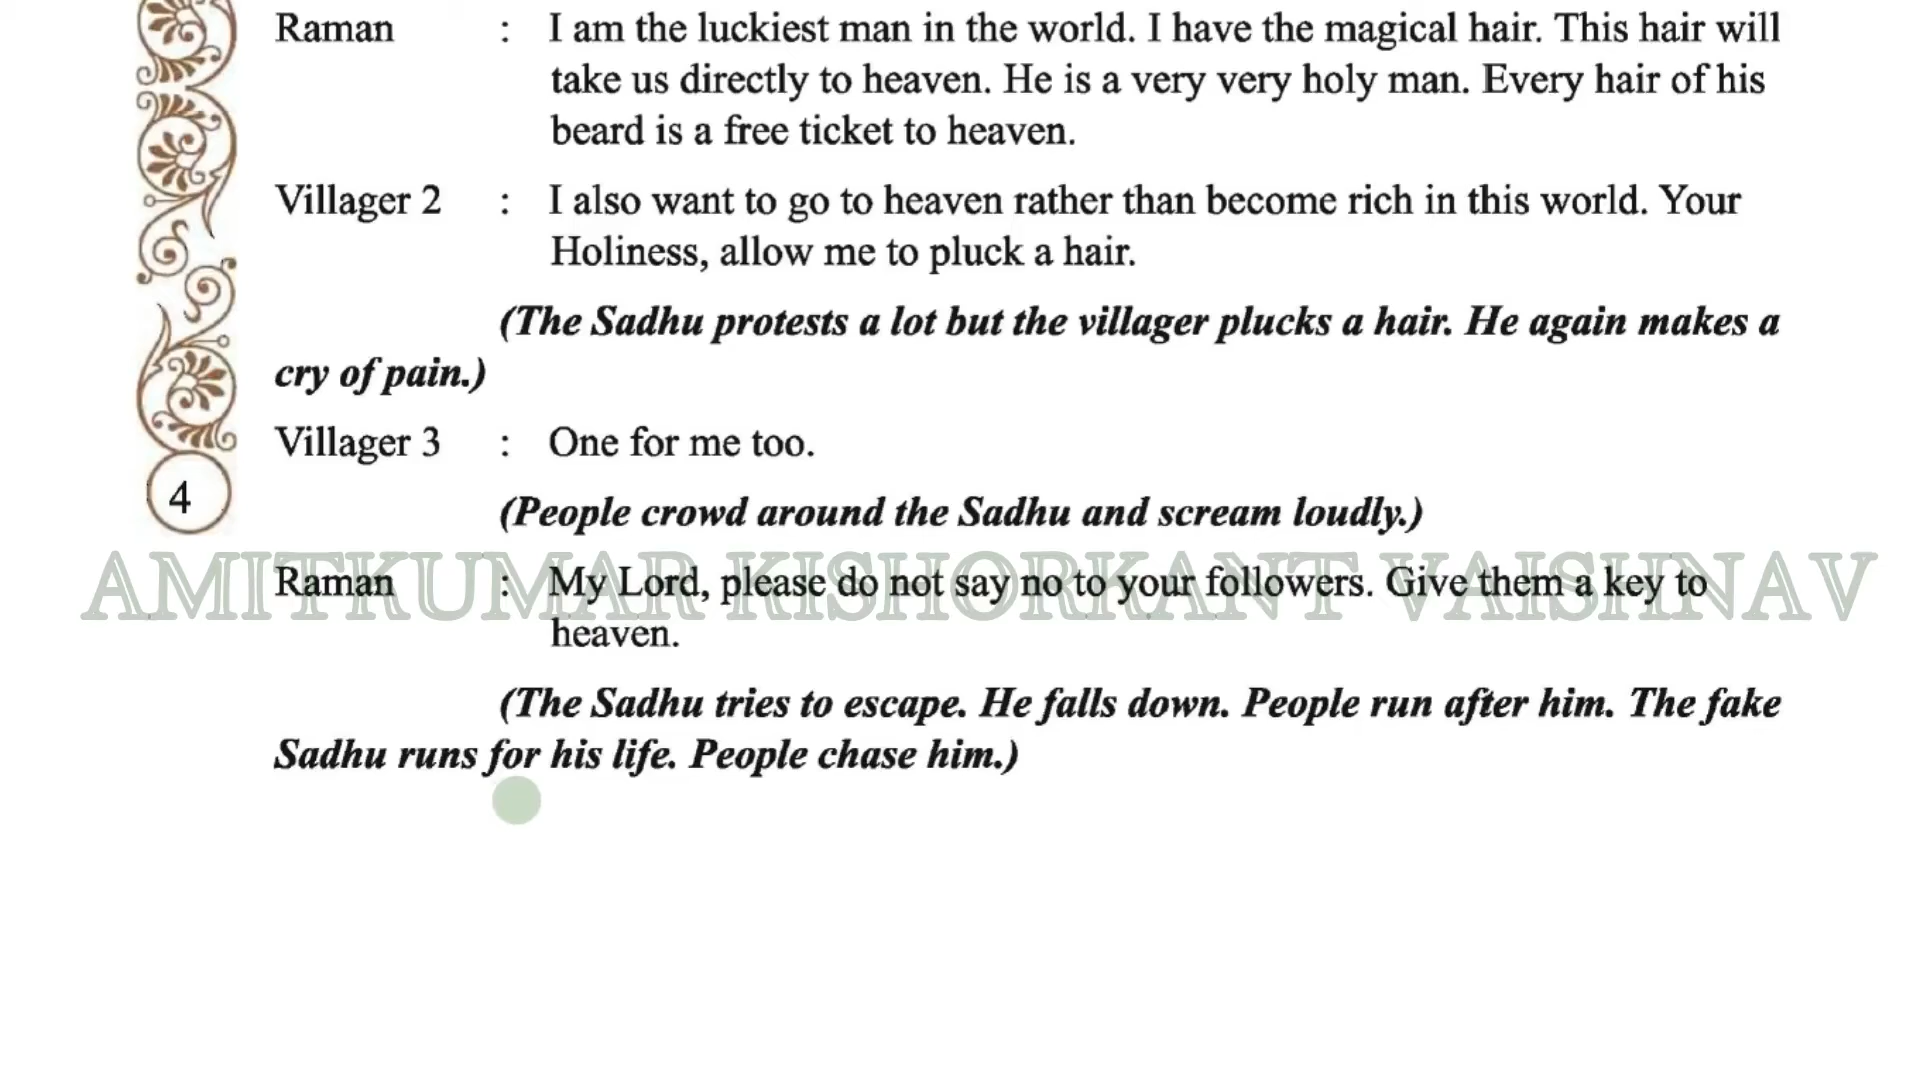 Raman : I am the luckiest man in the world. I have the magical hair. This hair will
take us directly to heaven. He is a very very holy man. Every hair of his
beard is a free ticket to heaven.
Villager 2 : I also want to go to heaven rather than become rich in this world. Your
Holiness, allow me to pluck a hair.
(The Sadhu protests a lot but the villager plucks a hair. He again makes a
cry of pain.)
Villager 3 : One for me too.
4
(People crowd around the Sadhu and scream loudly.)
AMITKUMAR KISHORKANT VAISHNAV
Raman : My Lord, please do not say no to your followers. Give them a key to
heaven.
(The Sadhu tries to escape. He falls down. People run after him. The fake
Sadhu runs for his life. People chase him.)